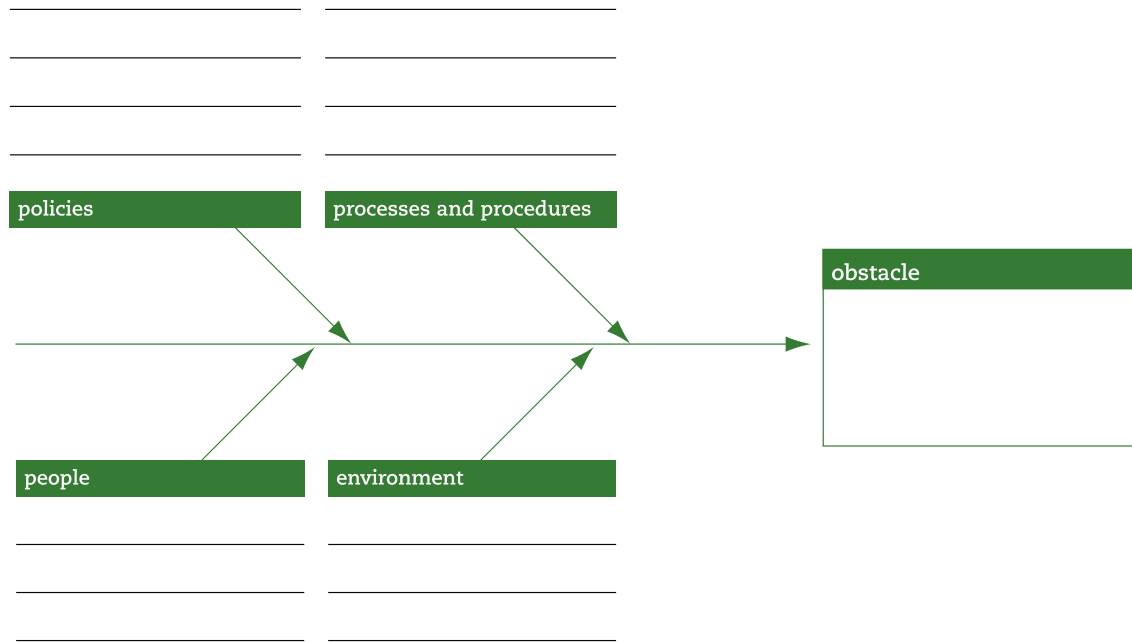 policies
processes and procedures
obstacle
people
environment